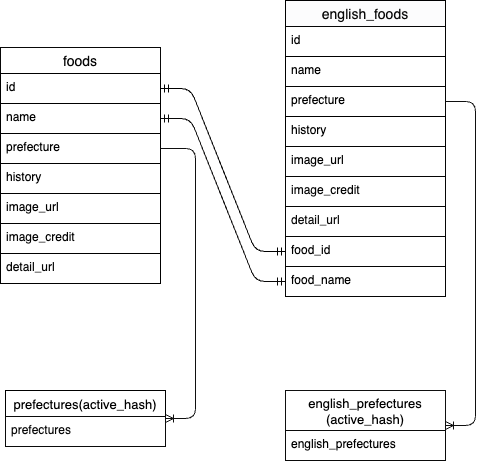 foods
id
name
prefecture
history
image_url
image_credit
detail_url
english_foods
id
name
prefecture
history
image_url
image_credit
detail_url
food_id
food_name
prefectures(active_hash)
prefectures
english_prefectures
(active_hash)
english_prefectures